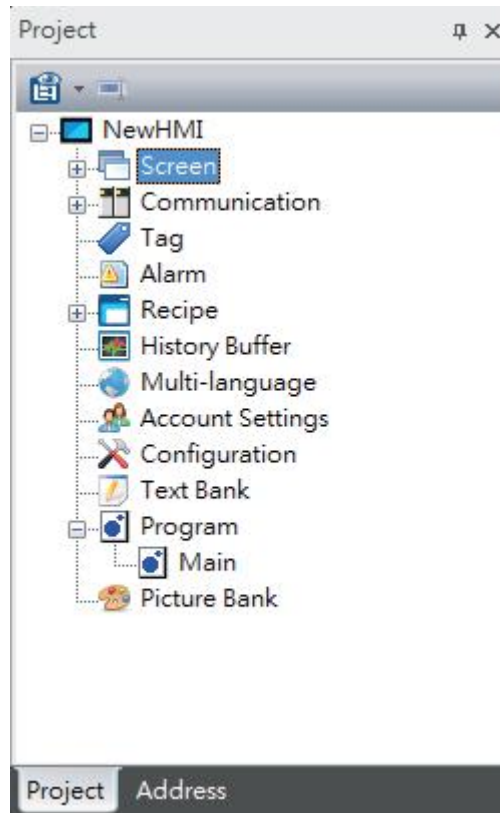 Project
NewHMI
Screen
Communication
Tag
Alarm
Recipe
History Buffer
Multi-language
Account Settings
Configuration
Text Bank
Program
Main
Picture Bank
Project Address